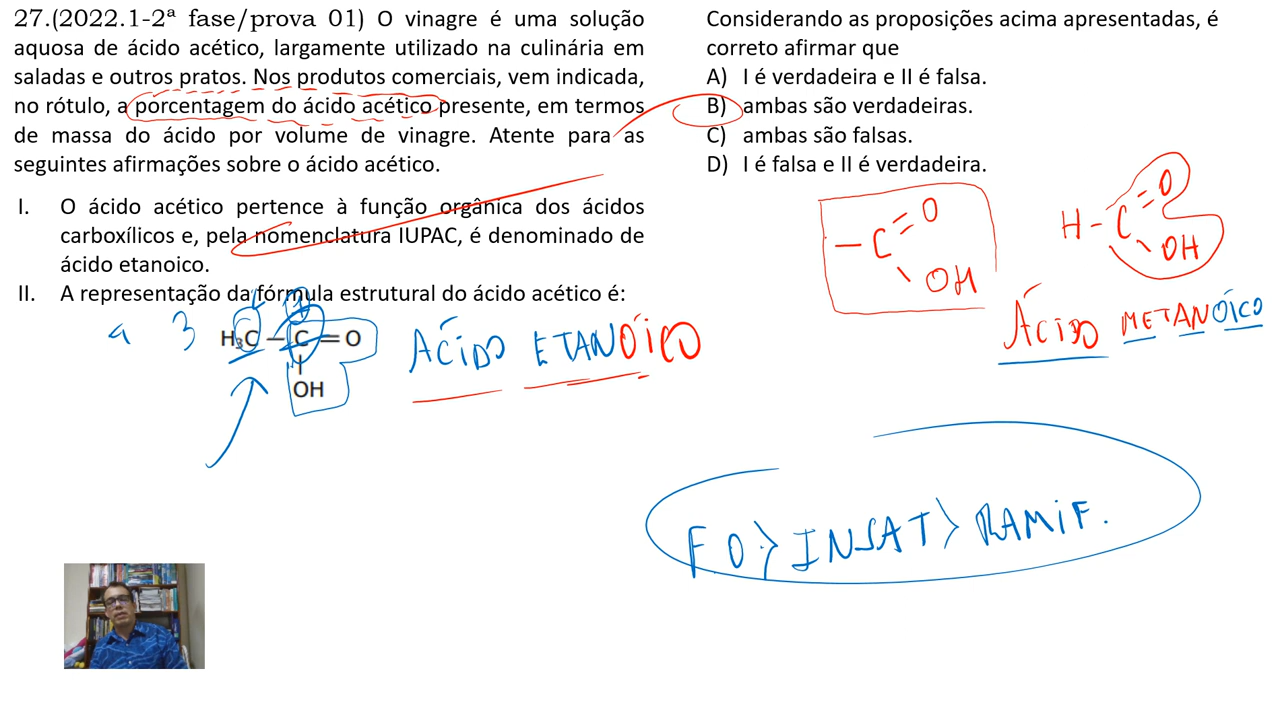 27.(2022.1-2ª fase/prova 01) O vinagre é uma solução
aquosa de ácido acético, largamente utilizado na culinária em
saladas e outros pratos. Nos produtos comerciais, vem indicada,
no rótulo, a porcentagem do ácido acético presente, em termos
de massa do ácido por volume de vinagre. Atente para as
seguintes afirmações sobre o ácido acético.
I. O ácido acético pertence à função orgânica dos ácidos
carboxílicos e, pela nomenclatura IUPAC, é denominado de
ácido etanoico.
II. A representação da fórmula estrutural do ácido acético é:
4 3 H₃C – C = O
OH
ÁCIDO ETANÓICO
Considerando as proposições acima apresentadas, é
correto afirmar que
A) I é verdadeira e II é falsa.
B) ambas são verdadeiras.
C) ambas são falsas.
D) I é falsa e II é verdadeira.
– C = O
OH
H – C = O
OH
ÁCIDO METANÓICO
FO > INSAT > RAMIF.